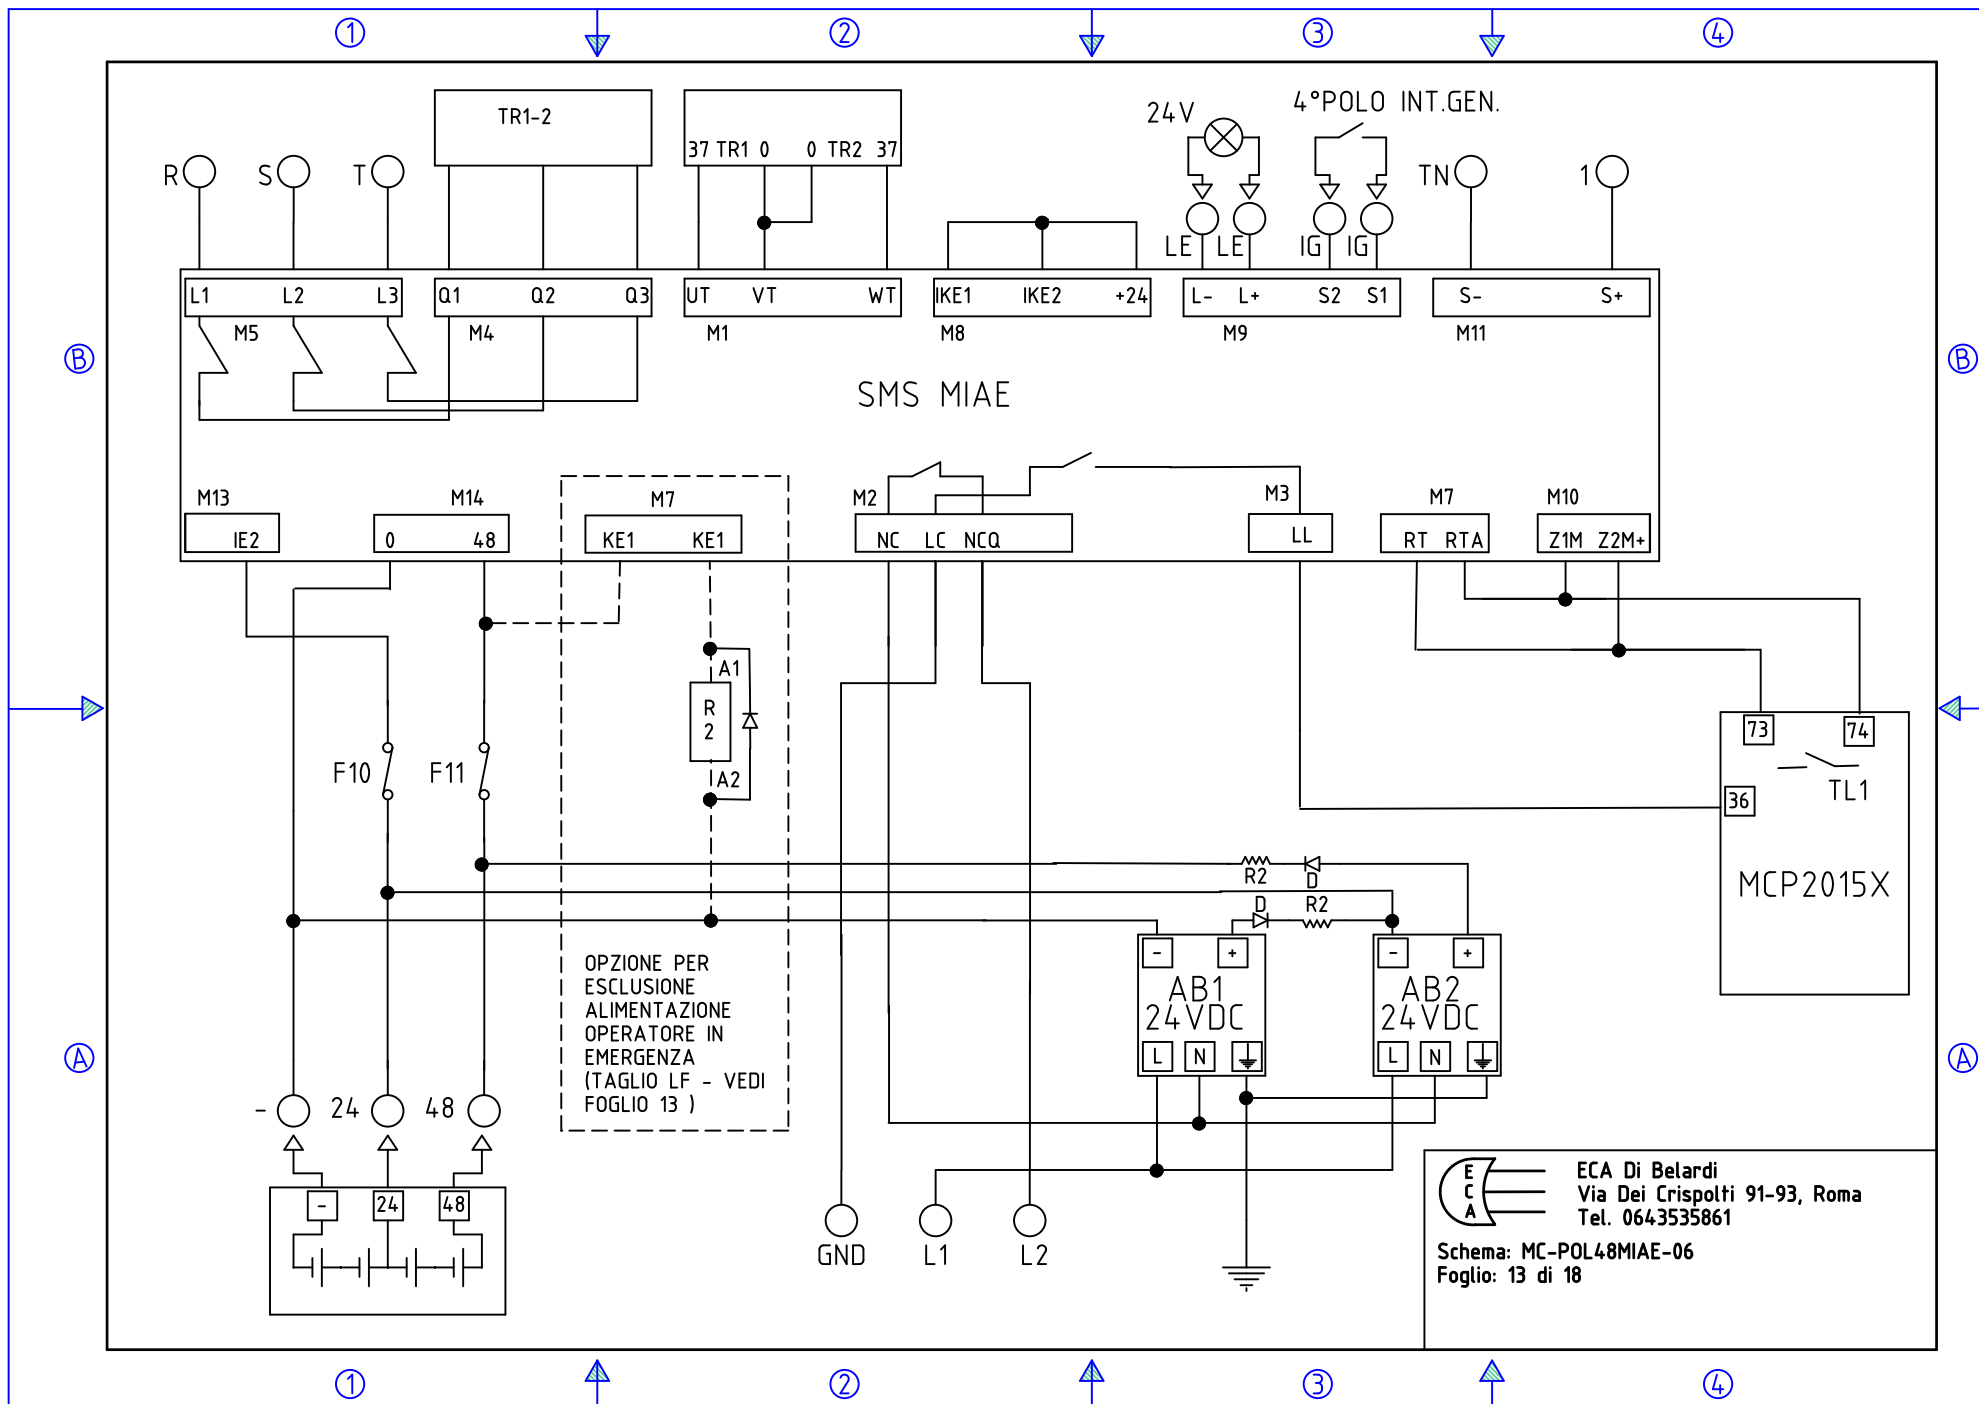 1 2 3 4
24V 4°POLO INT.GEN.
TR1-2
37 TR1 0 0 TR2 37
R S T TN 1
LE LE IG IG
L1 L2 L3 Q1 Q2 Q3 UT VT WT IKE1 IKE2 +24 L- L+ S2 S1 S- S+
M5 M4 M1 M8 M9 M11
B B
SMS MIAE
M13 M14 M7 M2 M3 M7 M10
IE2 0 48 KE1 KE1 NC LC NCQ LL RT RTA Z1M Z2M+
A1
R
2
A2
F10 F11
73 74
TL1
36
MCP2015X
R2 D
D R2
- + - +
AB1 AB2
24VDC 24VDC
L N L N
OPZIONE PER
ESCLUSIONE
ALIMENTAZIONE
OPERATORE IN
EMERGENZA
(TAGLIO LF - VEDI
FOGLIO 13 )
A A
- 24 48
- 24 48
GND L1 L2
E
C
A
ECA Di Belardi
Via Dei Crispolti 91-93, Roma
Tel. 0643535861
Schema: MC-POL48MIAE-06
Foglio: 13 di 18
1 2 3 4